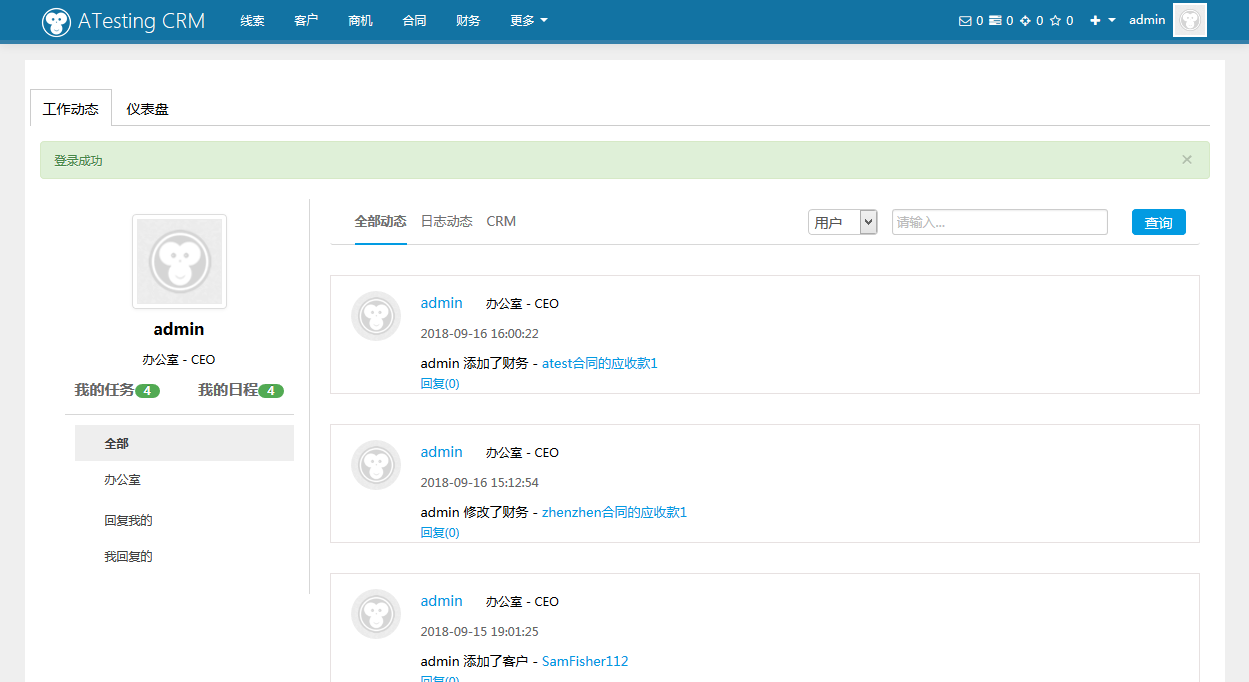 ATesting CRM 线索 客户 商机 合同 财务 更多 0 0 0 0 admin
工作动态 仪表盘
登录成功 ×
admin
办公室 - CEO
我的任务 4 我的日程 4
全部
办公室
回复我的
我回复的
全部动态 日志动态 CRM 用户 请输入... 查询
admin 办公室 - CEO
2018-09-16 16:00:22
admin 添加了财务 - atest合同的应收款1
回复(0)
admin 办公室 - CEO
2018-09-16 15:12:54
admin 修改了财务 - zhenzhen合同的应收款1
回复(0)
admin 办公室 - CEO
2018-09-15 19:01:25
admin 添加了客户 - SamFisher112
回复(0)